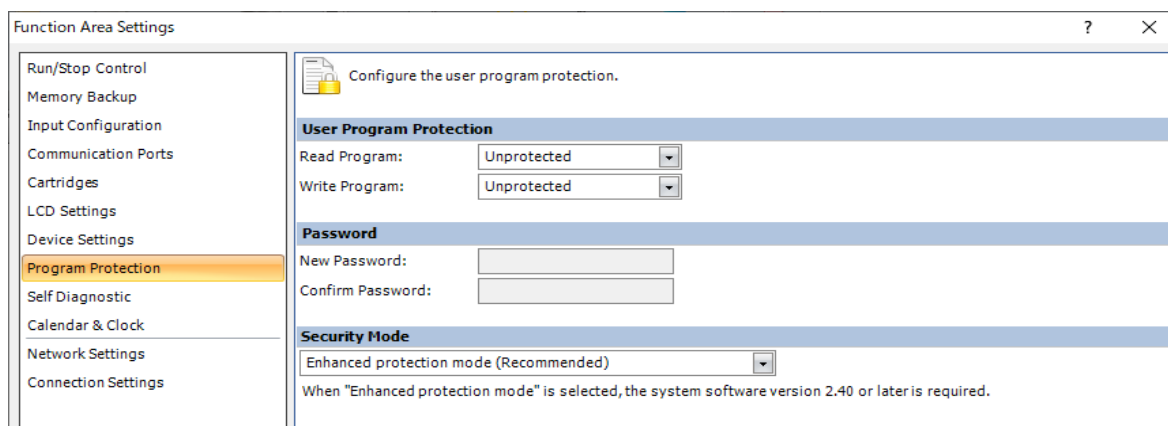 Function Area Settings
?
Run/Stop Control
Memory Backup
Input Configuration
Communication Ports
Cartridges
LCD Settings
Device Settings
Program Protection
Self Diagnostic
Calendar & Clock
Network Settings
Connection Settings
Configure the user program protection.
User Program Protection
Read Program: Unprotected
Write Program: Unprotected
Password
New Password:
Confirm Password:
Security Mode
Enhanced protection mode (Recommended)
When "Enhanced protection mode" is selected, the system software version 2.40 or later is required.